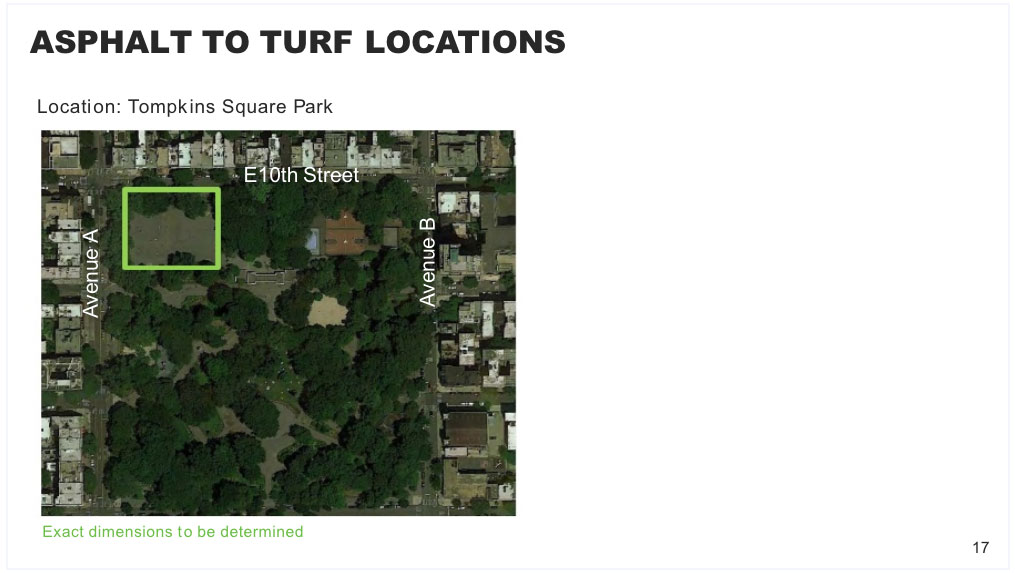 ASPHALT TO TURF LOCATIONS
Location: Tompkins Square Park
E10th Street
Avenue A
Avenue B
Exact dimensions to be determined
17